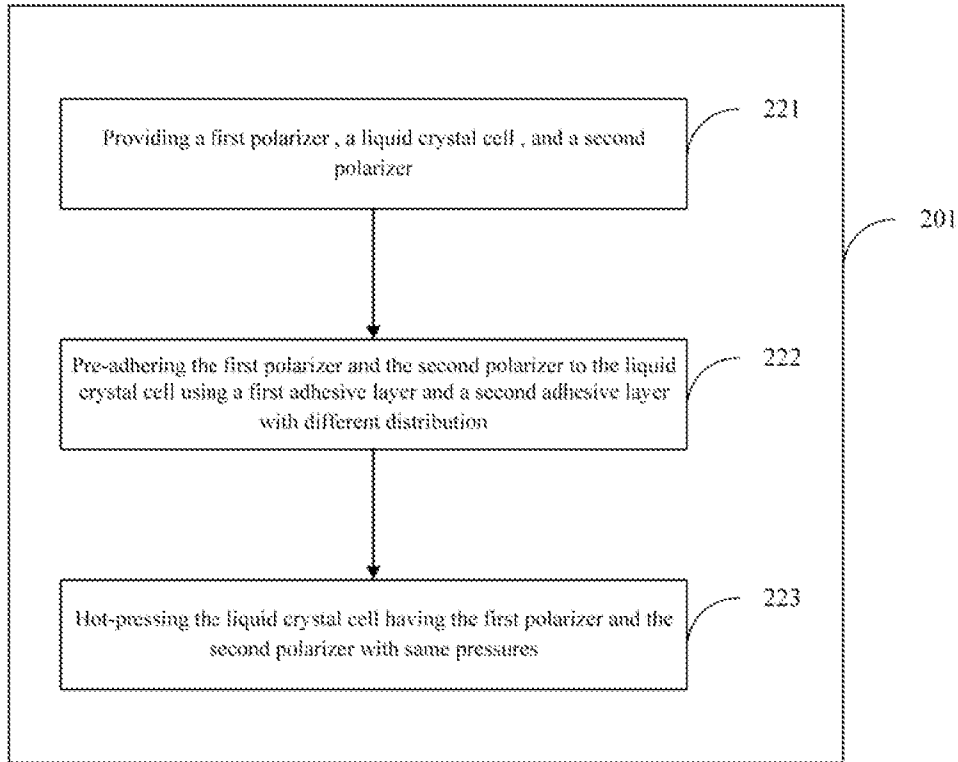 221
Providing a first polarizer , a liquid crystal cell , and a second
polarizer
201
222
Pre-adhering the first polarizer and the second polarizer to the liquid
crystal cell using a first adhesive layer and a second adhesive layer
with different distribution
223
Hot-pressing the liquid crystal cell having the first polarizer and the
second polarizer with same pressures